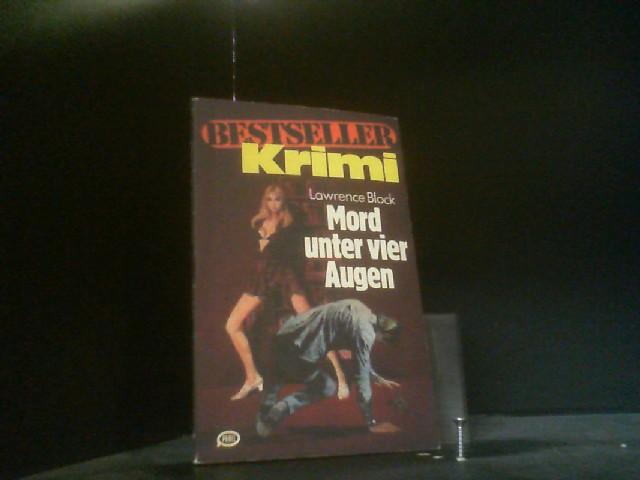 BESTSELLER
Krimi
Lawrence Block
Mord
unter vier
Augen